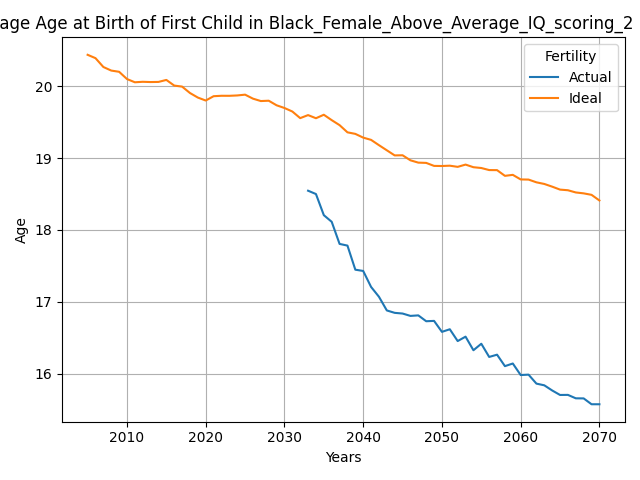 age Age at Birth of First Child in Black_Female_Above_Average_IQ_scoring_2
Fertility
Actual
Ideal
Age
20
19
18
17
16
2010 2020 2030 2040 2050 2060 2070
Years